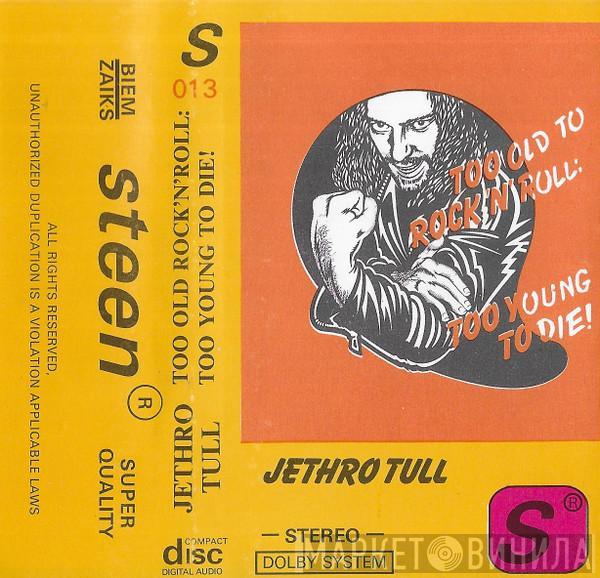 S
013
BIEM
ZAIKS
steen ®
SUPER
QUALITY
ALL RIGHTS RESERVED,
UNAUTHORIZED DUPLICATION IS A VIOLATION APPLICABLE LAWS
JETHRO TOO OLD ROCK'N'ROLL:
TULL TOO YOUNG TO DIE!
COMPACT
disc
DIGITAL AUDIO
TOO OLD TO
ROCK 'N' ROLL:
TOO YOUNG
TO DIE!
JETHRO TULL
— STEREO —
DOLBY SYSTEM
S ®
МАРКЕТ ВИНИЛА